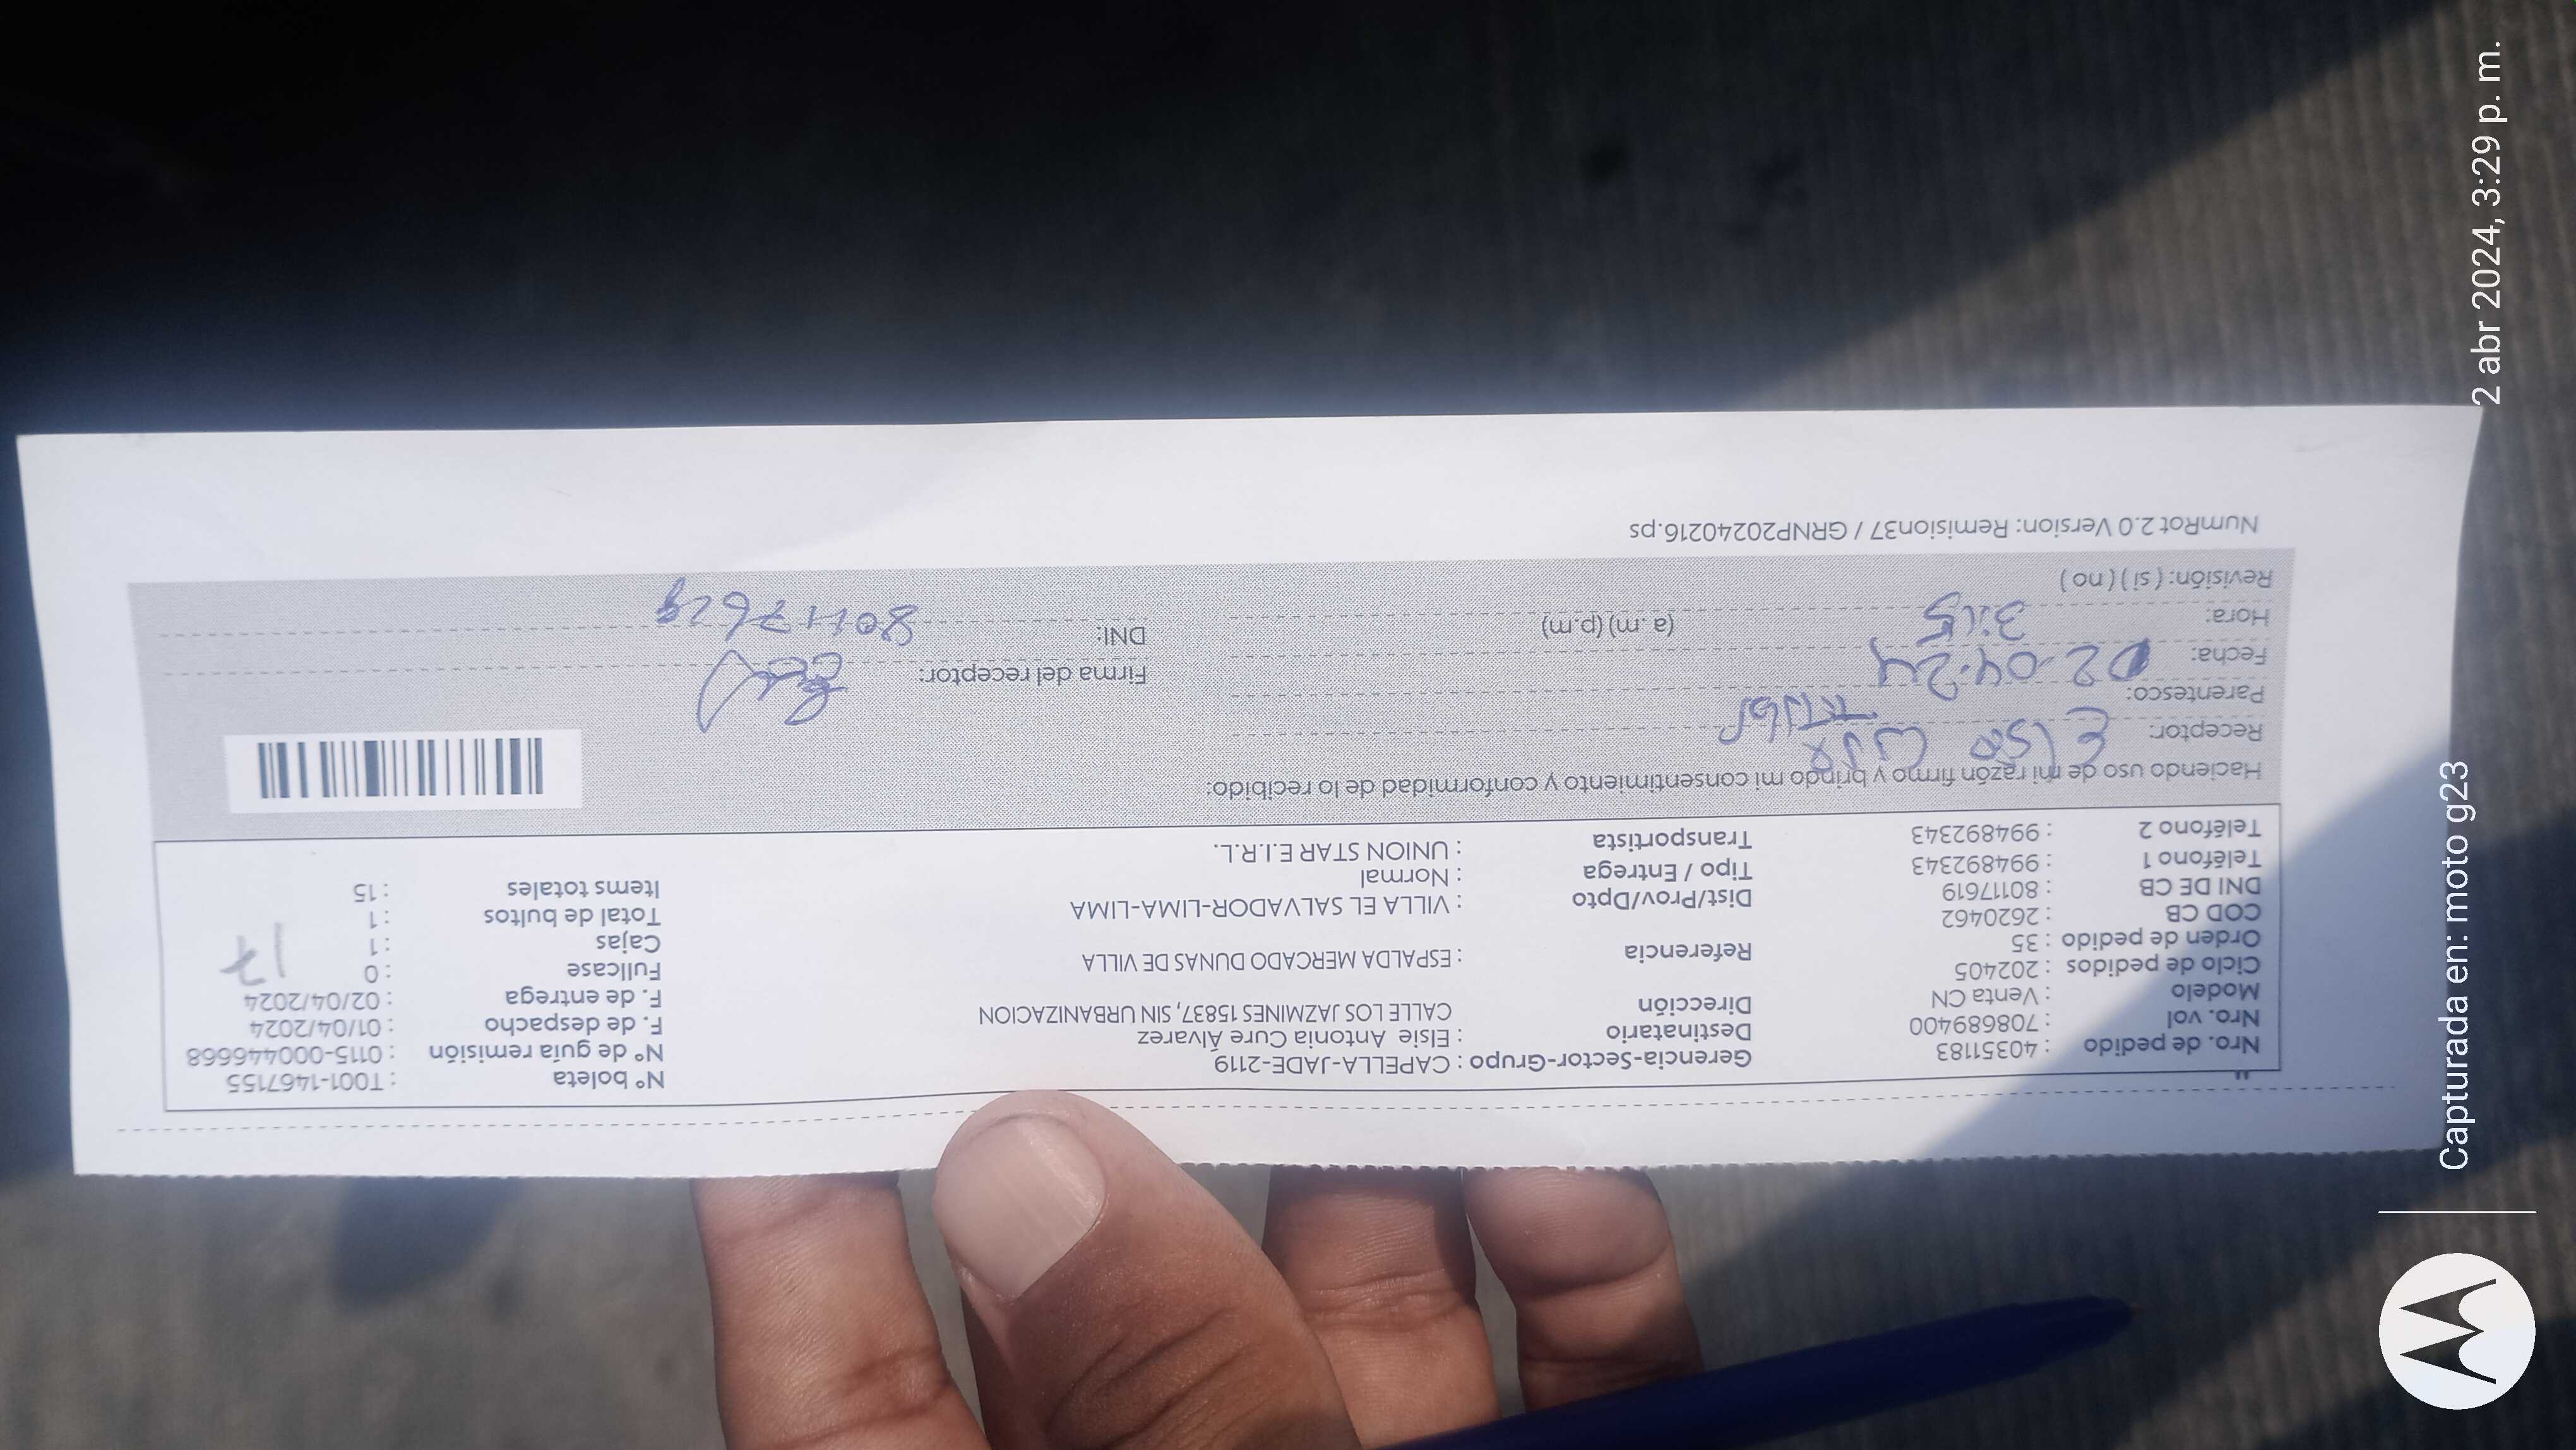 Nro. de pedido : 40351183
Nro. vol. : 708689400
Modelo : Venta CN
Ciclo de pedidos : 202405
Orden de pedido : 35
COD CB : 2620462
DNI DE CB : 80117619
Teléfono 1 : 994892343
Teléfono 2 : 994892343
Gerencia-Sector-Grupo : CAPELLA-JADE-2119
Destinatario : Elsie Antonia Cure Álvarez
Dirección CALLE LOS JAZMINES 15837, SIN URBANIZACION
Referencia : ESPALDA MERCADO DUNAS DE VILLA
Dist/Prov/Dpto : VILLA EL SALVADOR-LIMA-LIMA
Tipo / Entrega : Normal
Transportista : UNION STAR E.I.R.L.
Nº boleta : T001-1467155
Nº de guía remisión : 0115-000446668
F. de despacho : 01/04/2024
F. de entrega : 02/04/2024
Fullcase : 0
Cajas : 1
Total de bultos : 1
Items totales : 15
17
Haciendo uso de mi razón firmo y brindo mi consentimiento y conformidad de lo recibido:
Receptor:
Parentesco:
Fecha: 02-04-24
Hora: 3:15 (a. m) (p.m)
Revisión: ( si ) ( no )
Firma del receptor:
DNI:
NumRot 2.0 Version: Remision37 / GRNP20240216.ps
Capturada en: moto g23
2 abr 2024, 3:29 p. m.